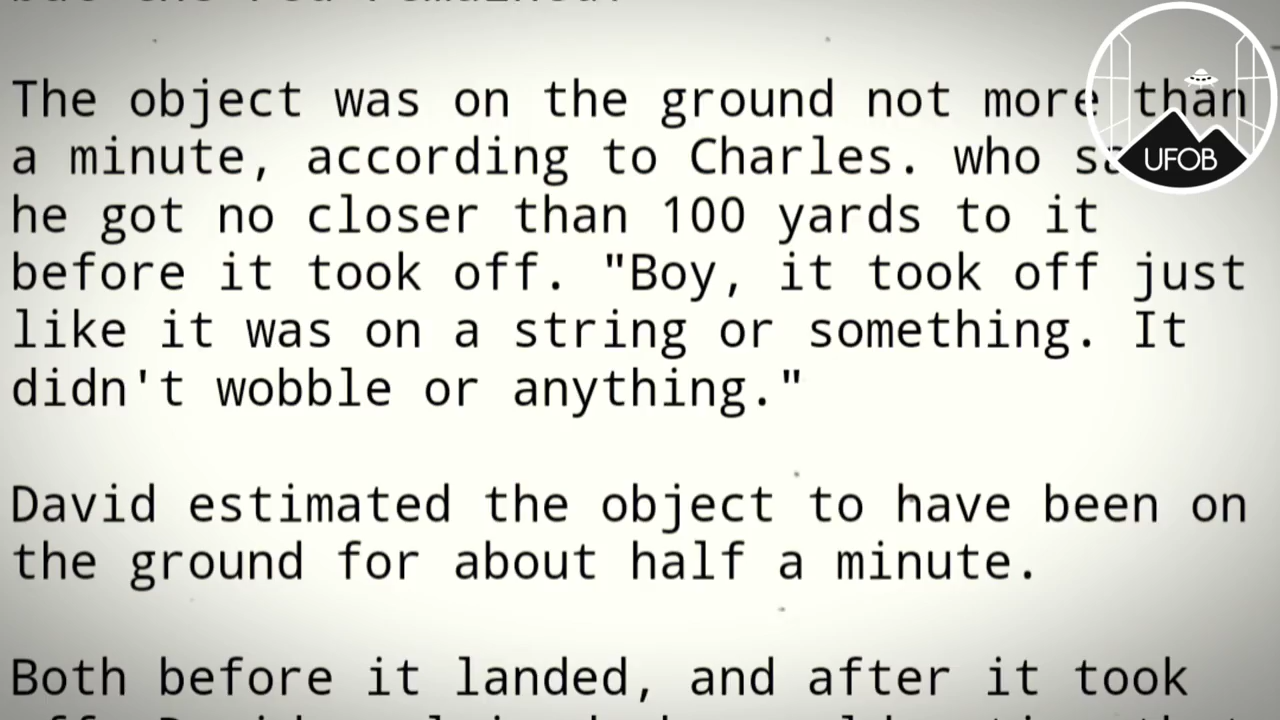 The object was on the ground not more than
a minute, according to Charles. who
he got no closer than 100 yards to it
before it took off. "Boy, it took off just
like it was on a string or something. It
didn't wobble or anything."
David estimated the object to have been on
the ground for about half a minute.
Both before it landed, and after it took
UFOB